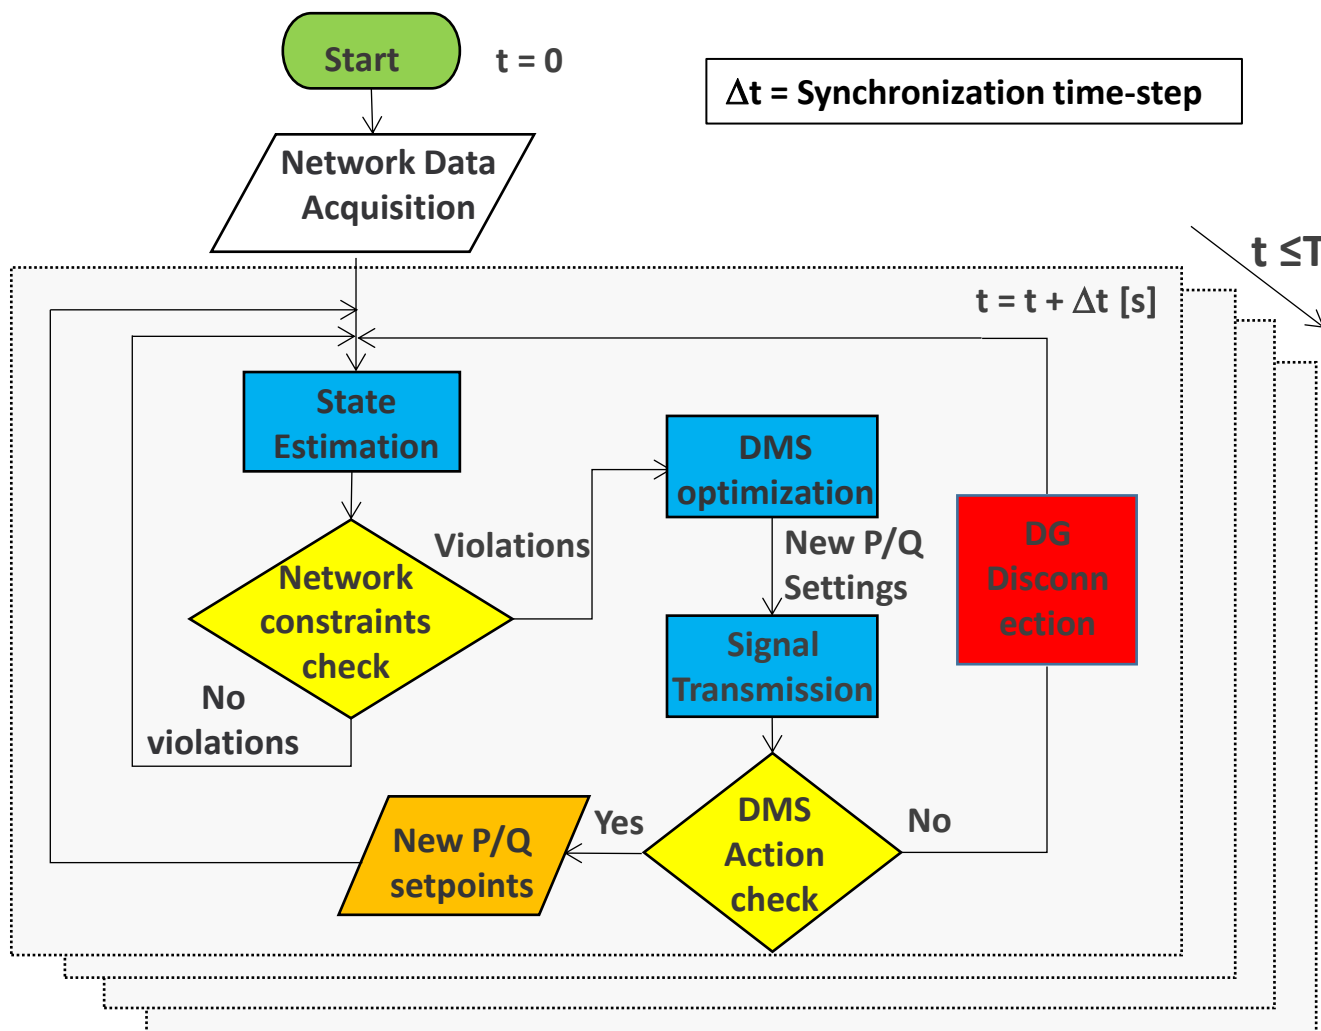 Start
t = 0
Δt = Synchronization time-step
Network Data
Acquisition
t ≤T
t = t + Δt [s]
State
Estimation
DMS
optimization
Violations
New P/Q
Settings
DG
Disconn
ection
Network
constraints
check
Signal
Transmission
No
violations
DMS
Action
check
Yes
No
New P/Q
setpoints